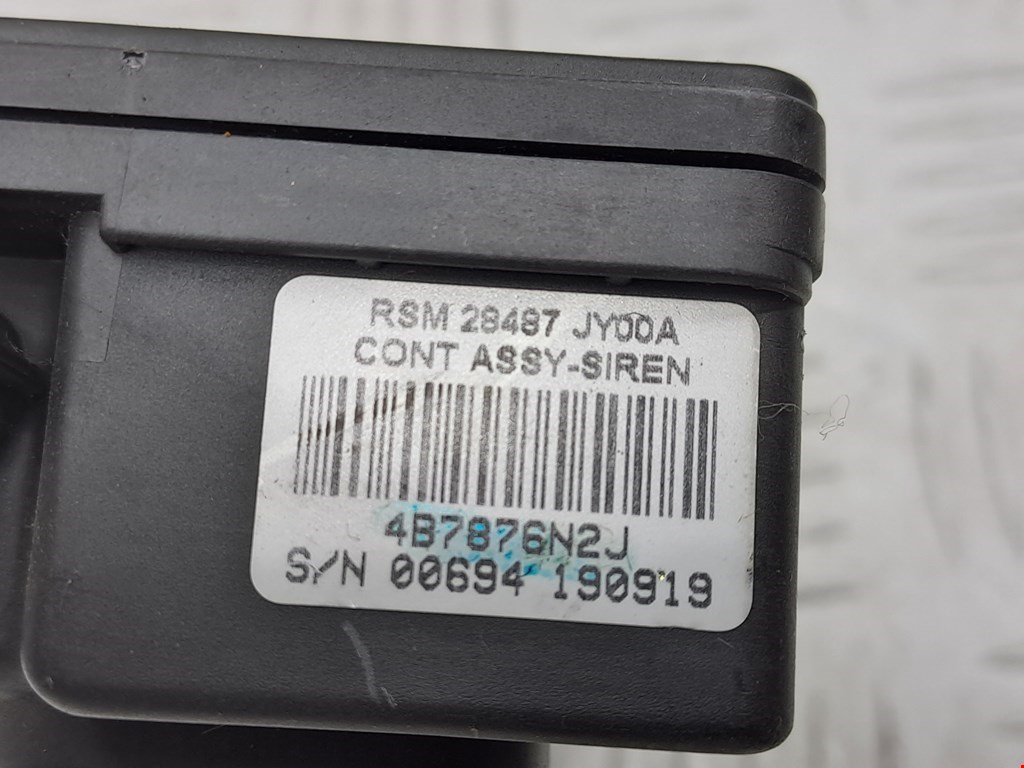 RSM 28487 JY00A
CONT ASSY-SIREN
4B7876N2J
S/N 00694 190919